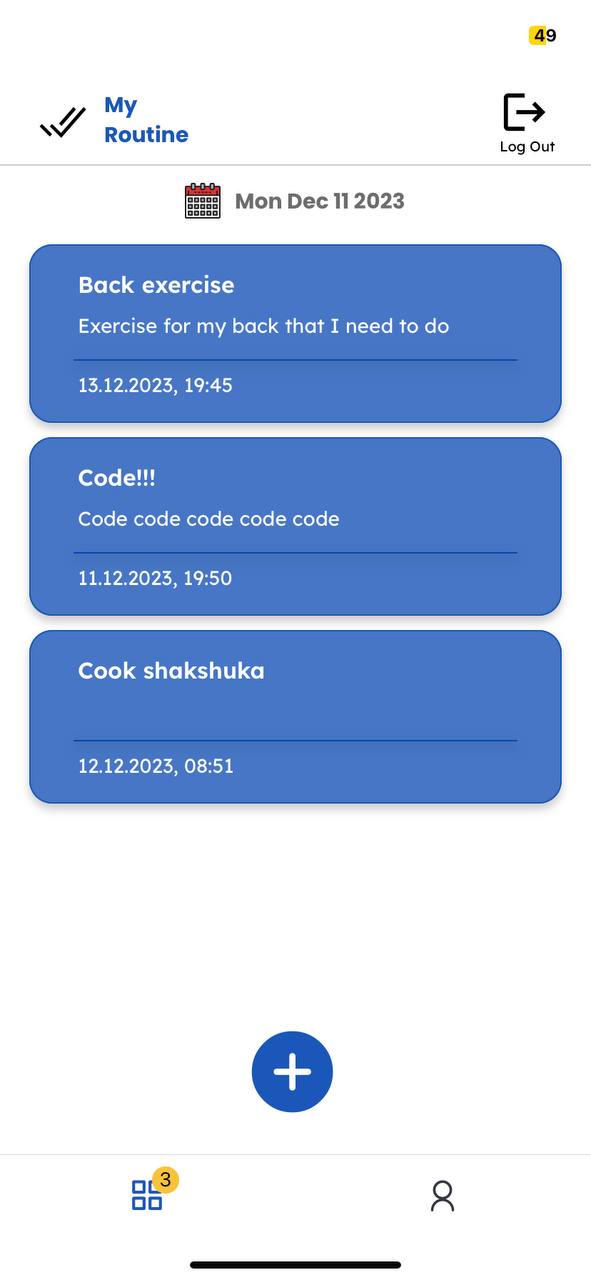 49
My
Routine
Log Out
Mon Dec 11 2023
Back exercise
Exercise for my back that I need to do
13.12.2023, 19:45
Code!!!
Code code code code code
11.12.2023, 19:50
Cook shakshuka
12.12.2023, 08:51
3